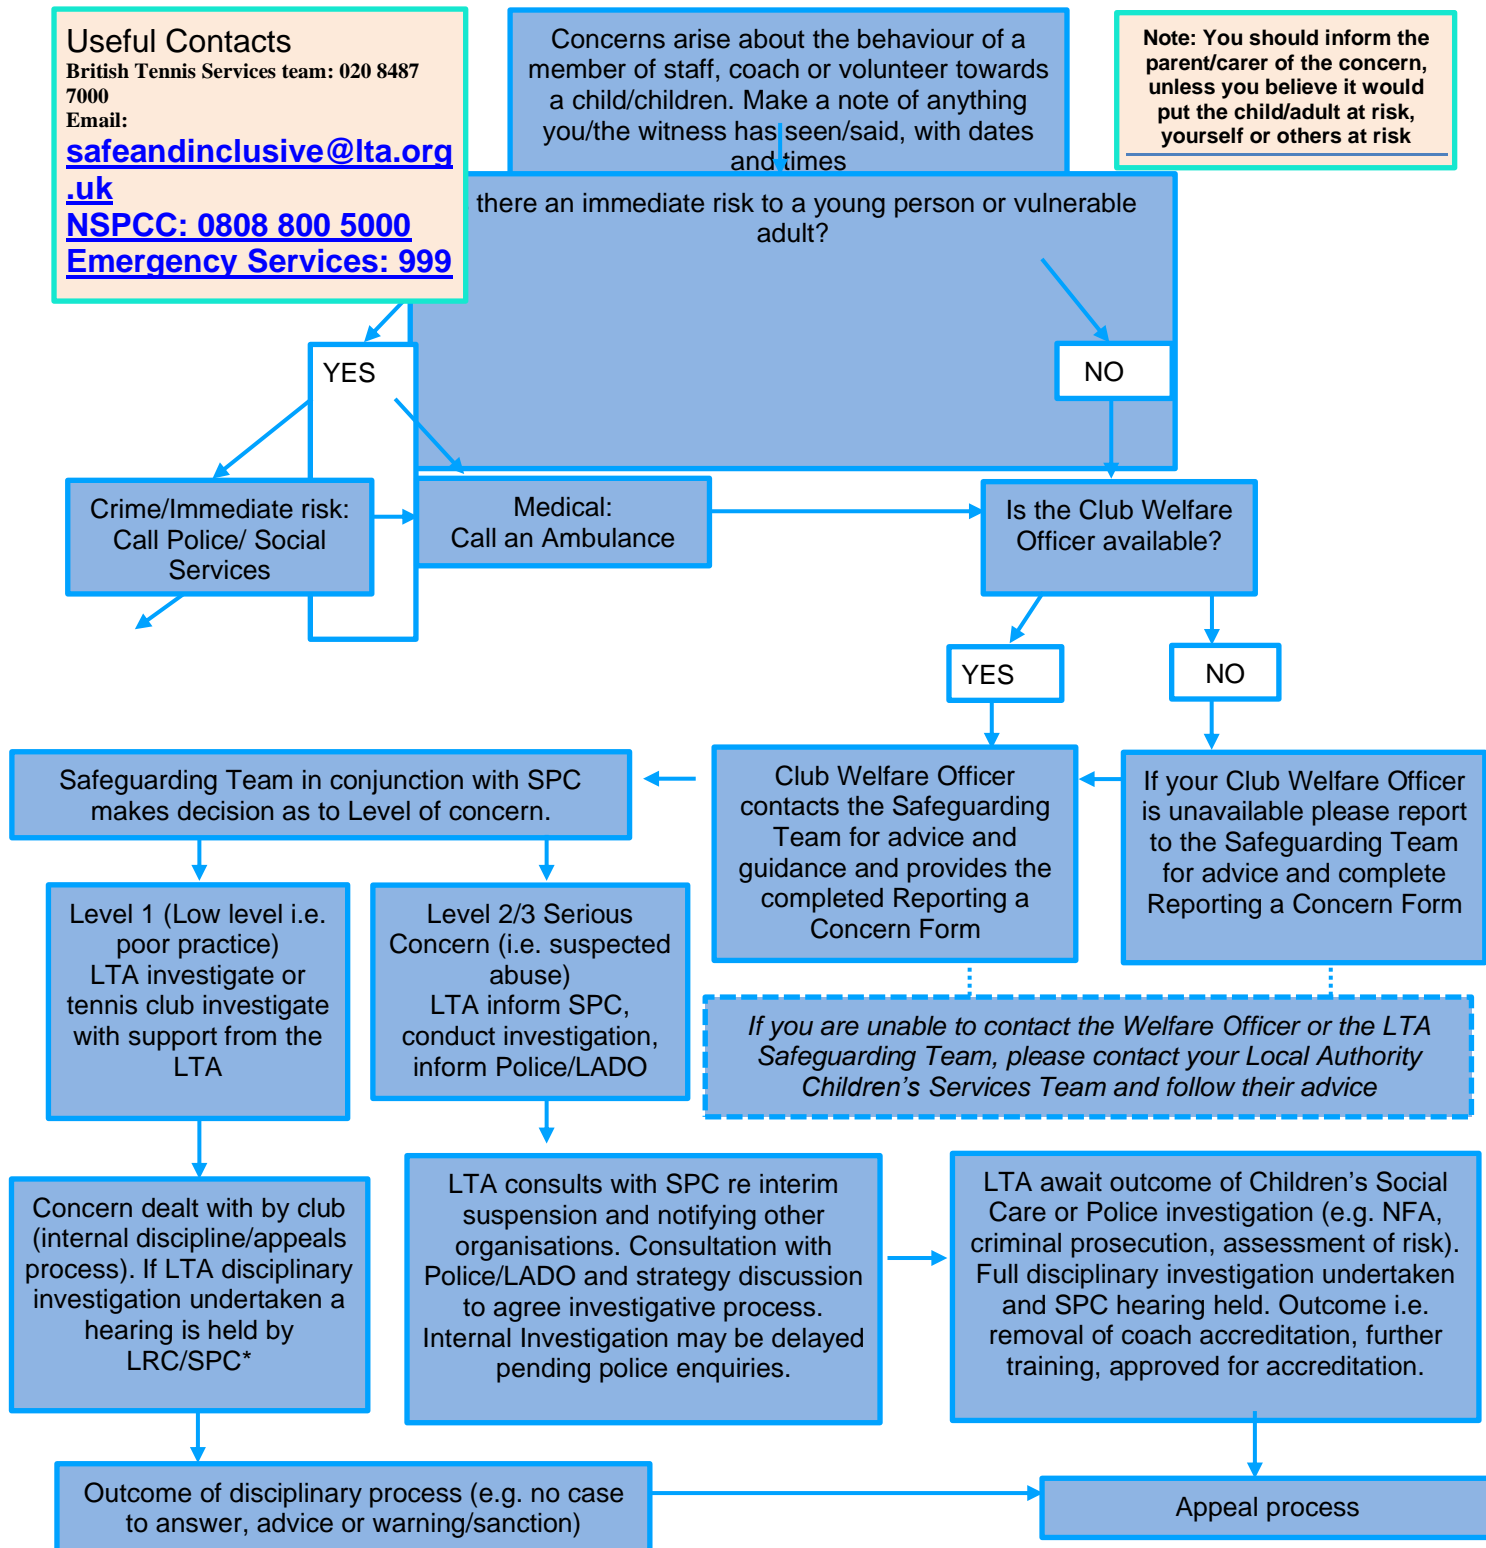 Useful Contacts
British Tennis Services team: 020 8487
7000
Email:
safeandinclusive@lta.org
.uk
NSPCC: 0808 800 5000
Emergency Services: 999
Concerns arise about the behaviour of a
member of staff, coach or volunteer towards
a child/children. Make a note of anything
you/the witness has seen/said, with dates
and times
Note: You should inform the
parent/carer of the concern,
unless you believe it would
put the child/adult at risk,
yourself or others at risk
there an immediate risk to a young person or vulnerable
adult?
YES
NO
Crime/Immediate risk:
Call Police/ Social
Services
Medical:
Call an Ambulance
Is the Club Welfare
Officer available?
YES
NO
Safeguarding Team in conjunction with SPC
makes decision as to Level of concern.
Club Welfare Officer
contacts the Safeguarding
Team for advice and
guidance and provides the
completed Reporting a
Concern Form
If your Club Welfare Officer
is unavailable please report
to the Safeguarding Team
for advice and complete
Reporting a Concern Form
Level 1 (Low level i.e.
poor practice)
LTA investigate or
tennis club investigate
with support from the
LTA
Level 2/3 Serious
Concern (i.e. suspected
abuse)
LTA inform SPC,
conduct investigation,
inform Police/LADO
If you are unable to contact the Welfare Officer or the LTA
Safeguarding Team, please contact your Local Authority
Children's Services Team and follow their advice
Concern dealt with by club
(internal discipline/appeals
process). If LTA disciplinary
investigation undertaken a
hearing is held by
LRC/SPC*
LTA consults with SPC re interim
suspension and notifying other
organisations. Consultation with
Police/LADO and strategy discussion
to agree investigative process.
Internal Investigation may be delayed
pending police enquiries.
LTA await outcome of Children's Social
Care or Police investigation (e.g. NFA,
criminal prosecution, assessment of risk).
Full disciplinary investigation undertaken
and SPC hearing held. Outcome i.e.
removal of coach accreditation, further
training, approved for accreditation.
Outcome of disciplinary process (e.g. no case
to answer, advice or warning/sanction)
Appeal process